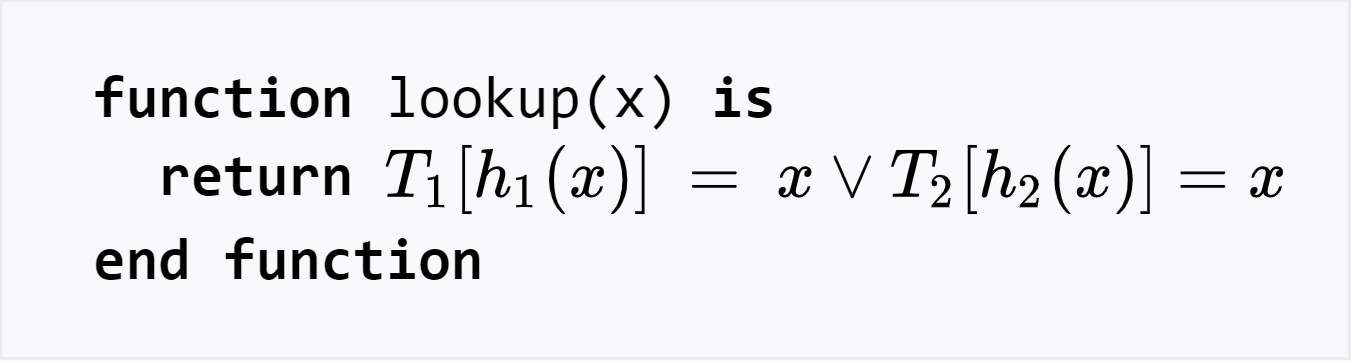 function lookup(x) is
return T₁[h₁(x)] = x ∨ T₂[h₂(x)] = x
end function